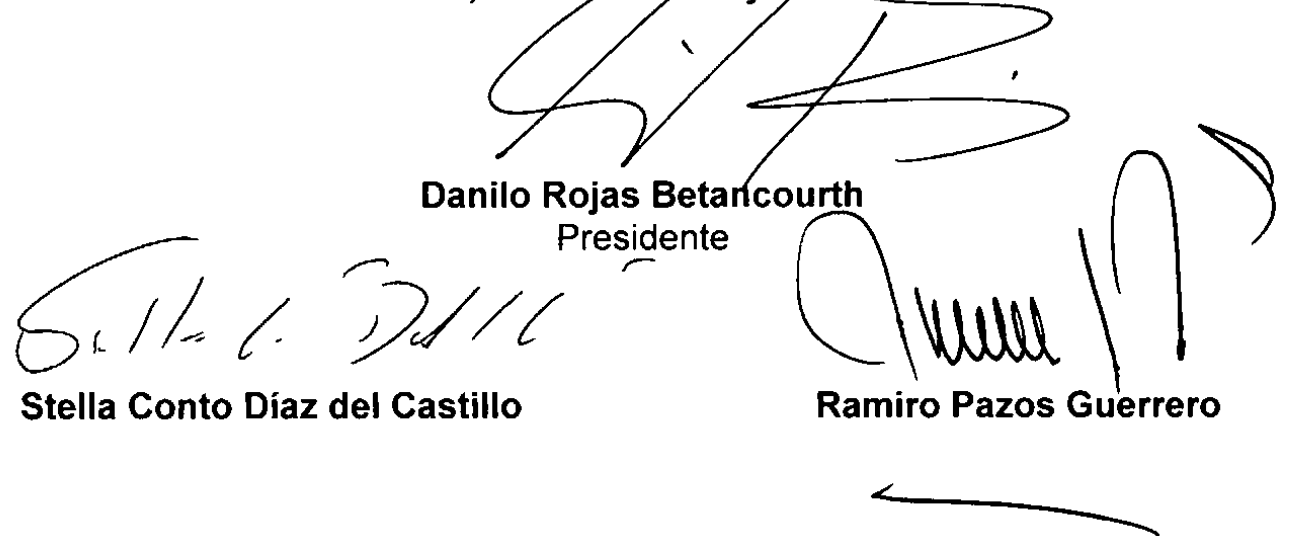 Danilo Rojas Betancourth
Presidente
Stella Conto Díaz del Castillo
Ramiro Pazos Guerrero